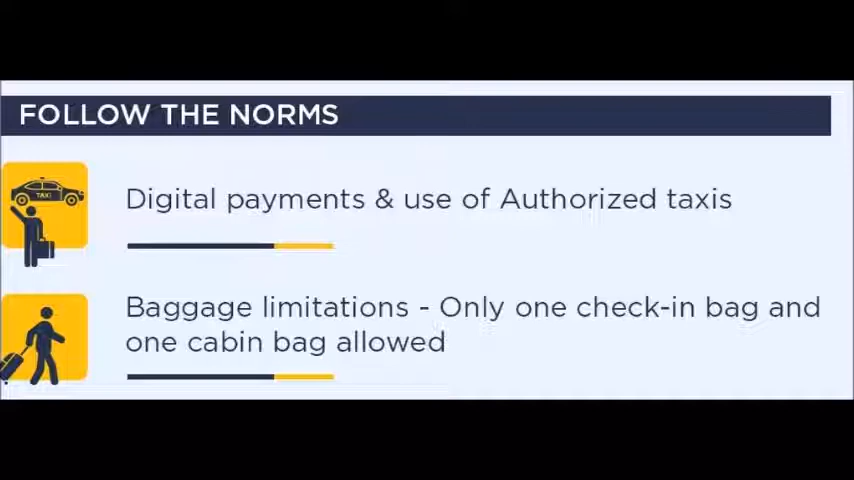 FOLLOW THE NORMS
TAXI
Digital payments & use of Authorized taxis
Baggage limitations - Only one check-in bag and
one cabin bag allowed